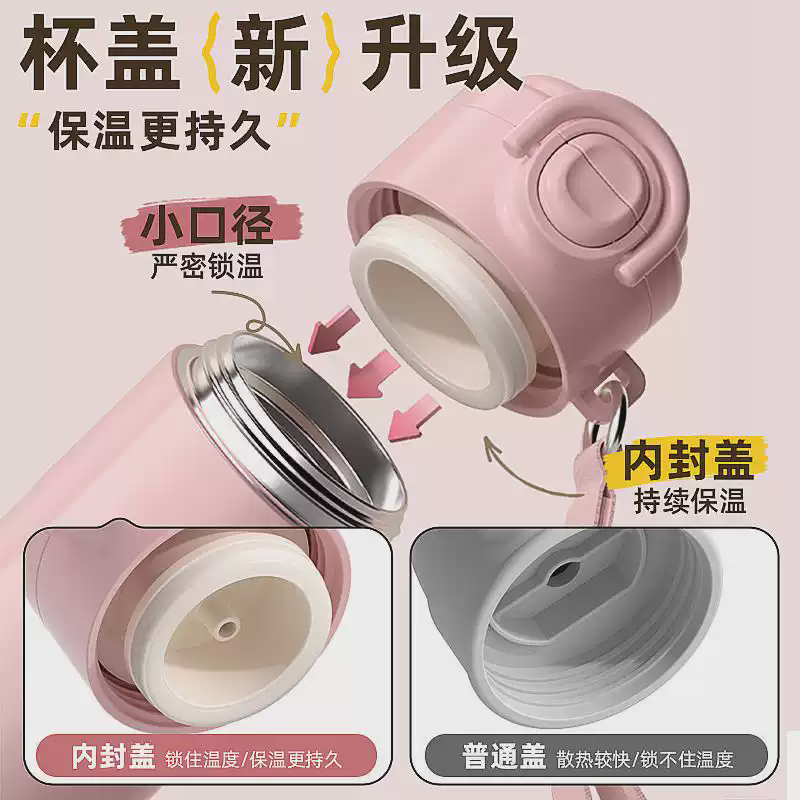 杯盖{新}升级
“保温更持久”
小口径
严密锁温
内封盖
持续保温
内封盖 锁住温度/保温更持久
普通盖 散热较快/锁不住温度